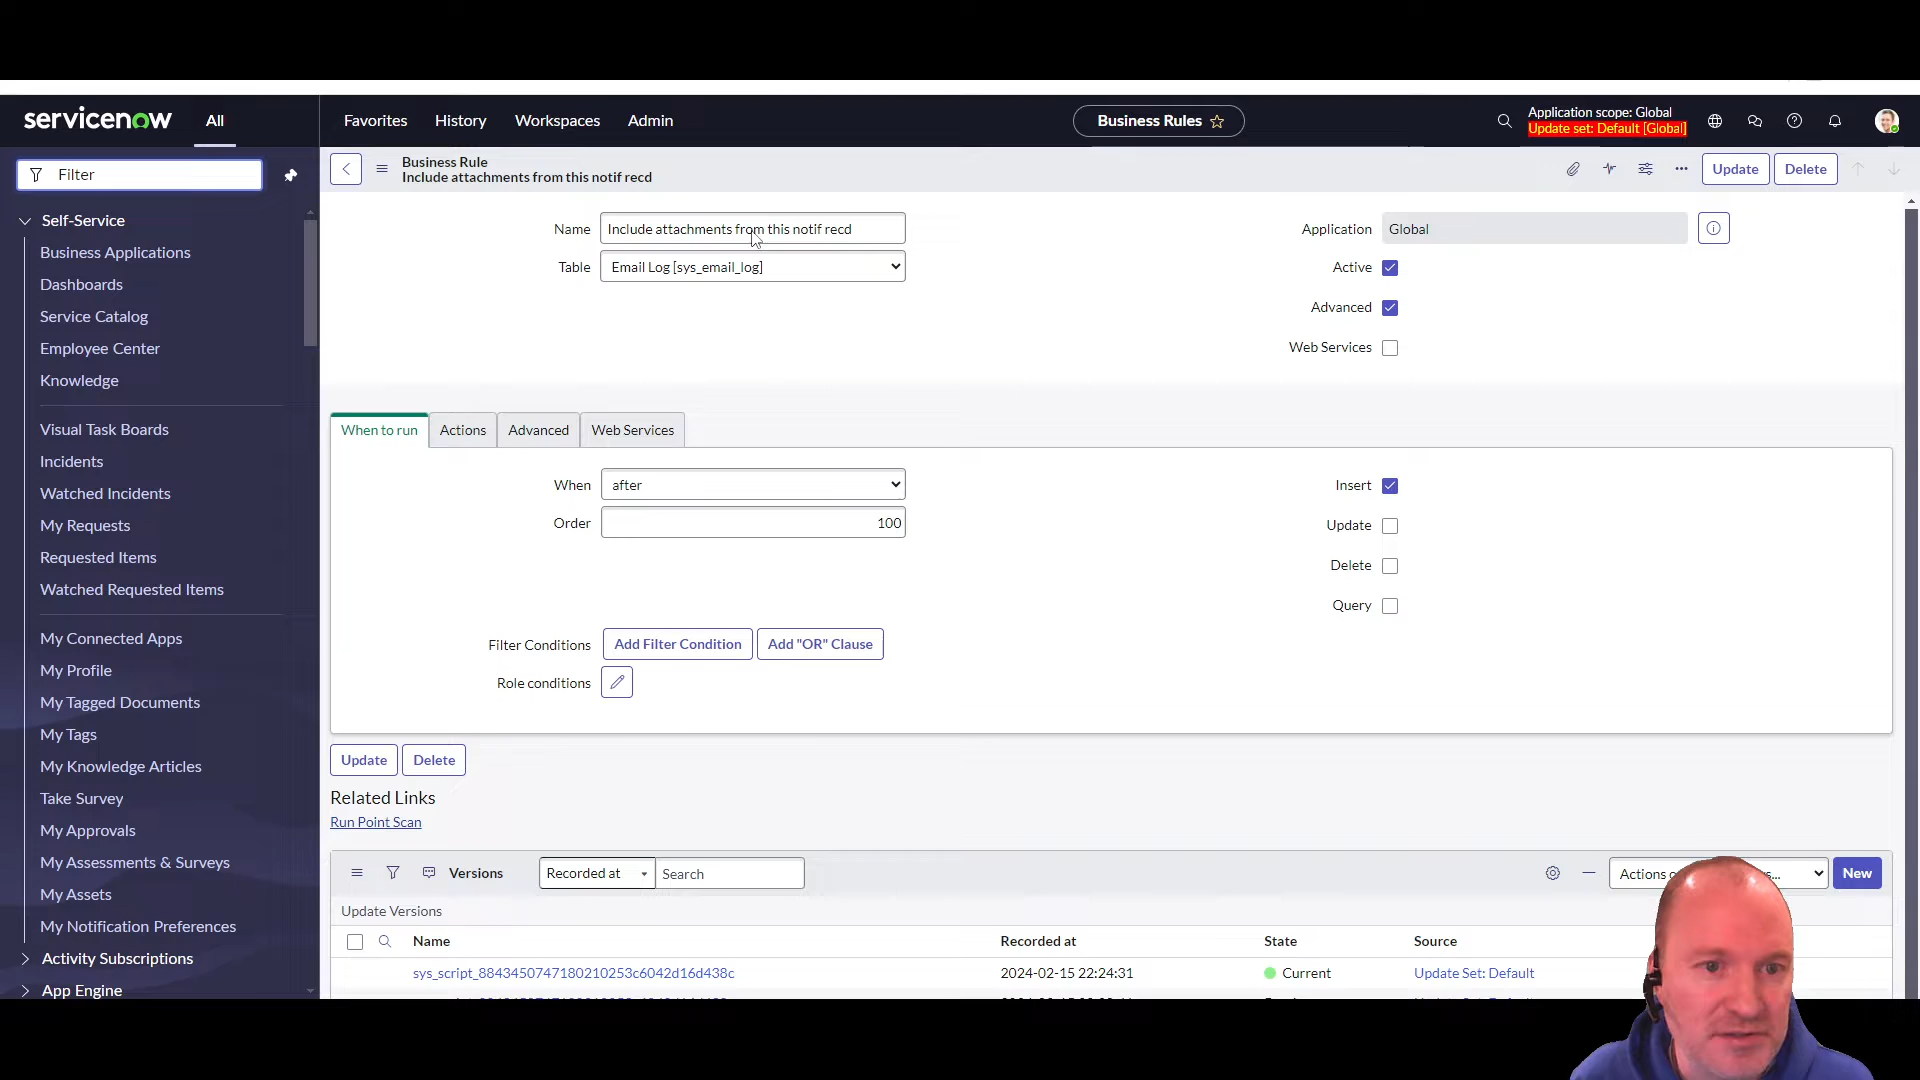 servicenow
All
Favorites
History
Workspaces
Admin
Business Rules
Application scope: Global
Update set: Default [Global]
Filter
Business Rule
Include attachments from this notif recd
Update
Delete
Self-Service
Business Applications
Dashboards
Service Catalog
Employee Center
Knowledge
Visual Task Boards
Incidents
Watched Incidents
My Requests
Requested Items
Watched Requested Items
My Connected Apps
My Profile
My Tagged Documents
My Tags
My Knowledge Articles
Take Survey
My Approvals
My Assessments & Surveys
My Assets
My Notification Preferences
Activity Subscriptions
App Engine
Name
Include attachments from this notif recd
Application
Global
Table
Email Log [sys_email_log]
Active
Advanced
Web Services
When to run
Actions
Advanced
Web Services
When
after
Insert
Order
100
Update
Delete
Query
Filter Conditions
Add Filter Condition
Add "OR" Clause
Role conditions
Update
Delete
Related Links
Run Point Scan
Versions
Recorded at
Search
Actions
New
Update Versions
Name
Recorded at
State
Source
sys_script_8843450747180210253c6042d16d438c
2024-02-15 22:24:31
Current
Update Set: Default